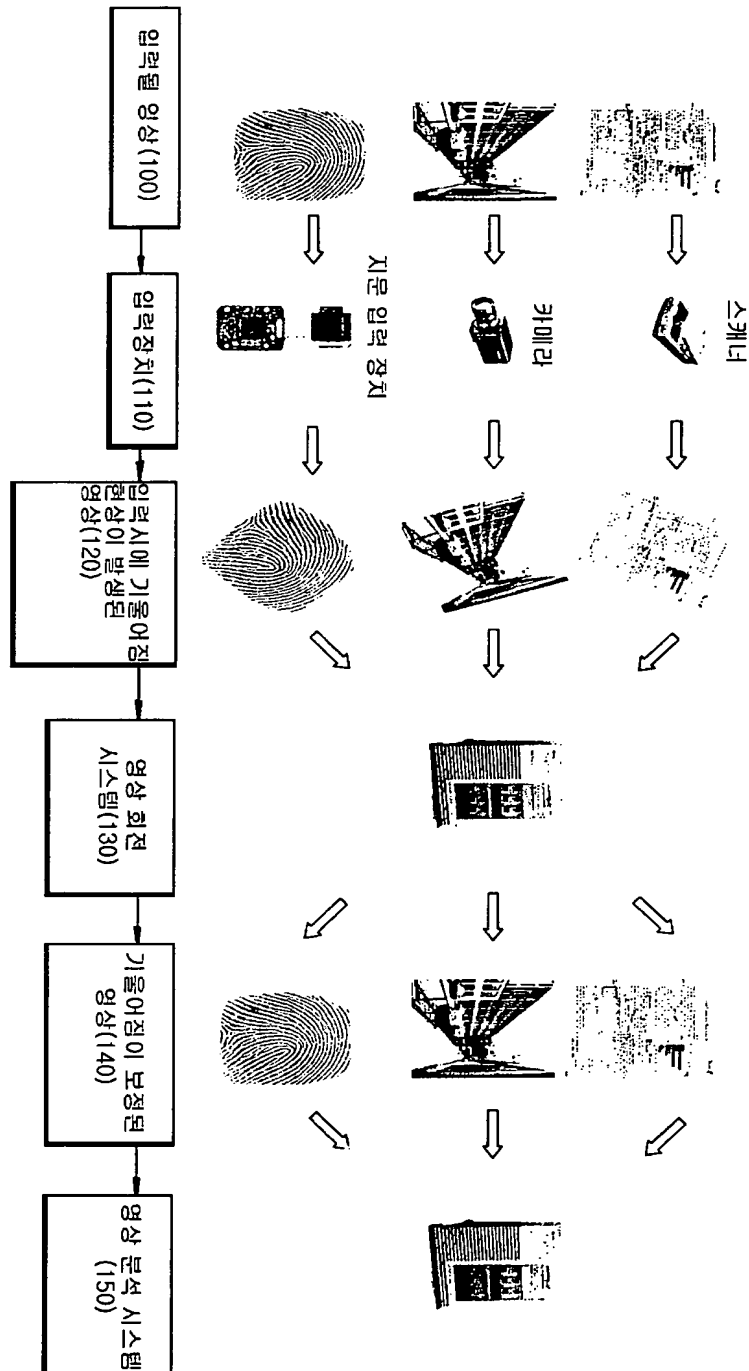 스캐너
카메라
지문 입력 장치
입력될 영상(100)
입력장치(110)
입력시에 기울어짐
현상이 발생된
영상(120)
영상 회전
시스템(130)
기울어짐이 보정된
영상(140)
영상 분석 시스템
(150)